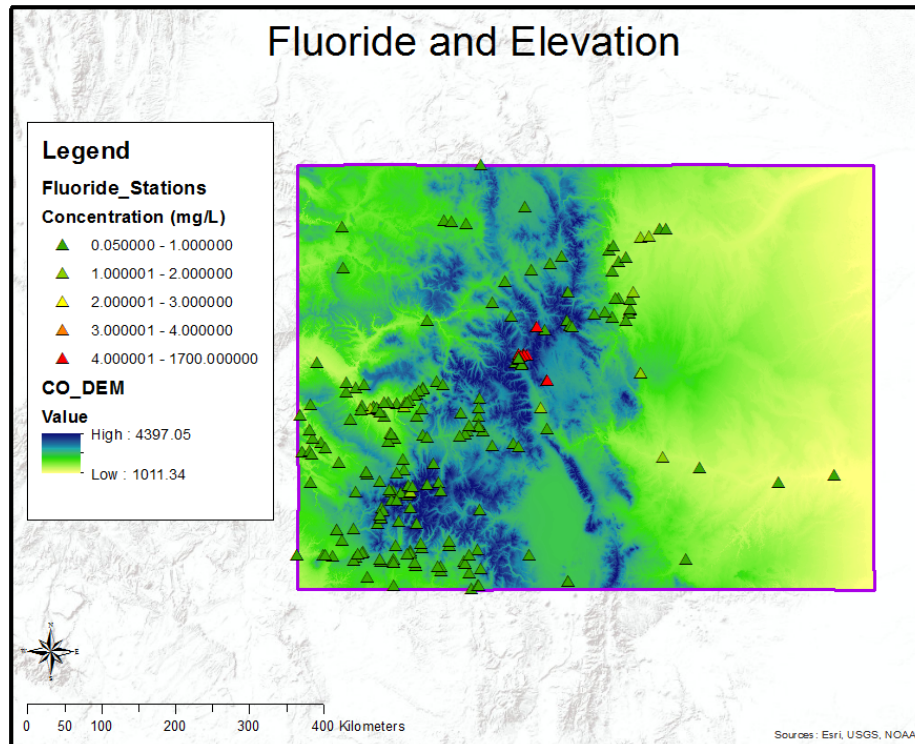 Fluoride and Elevation
Legend
Fluoride_Stations
Concentration (mg/L)
0.050000 - 1.000000
1.000001 - 2.000000
2.000001 - 3.000000
3.000001 - 4.000000
4.000001 - 1700.000000
CO_DEM
Value
High : 4397.05
Low : 1011.34
N
W E
S
0 50 100 200 300 400 Kilometers
Sources: Esri, USGS, NOAA